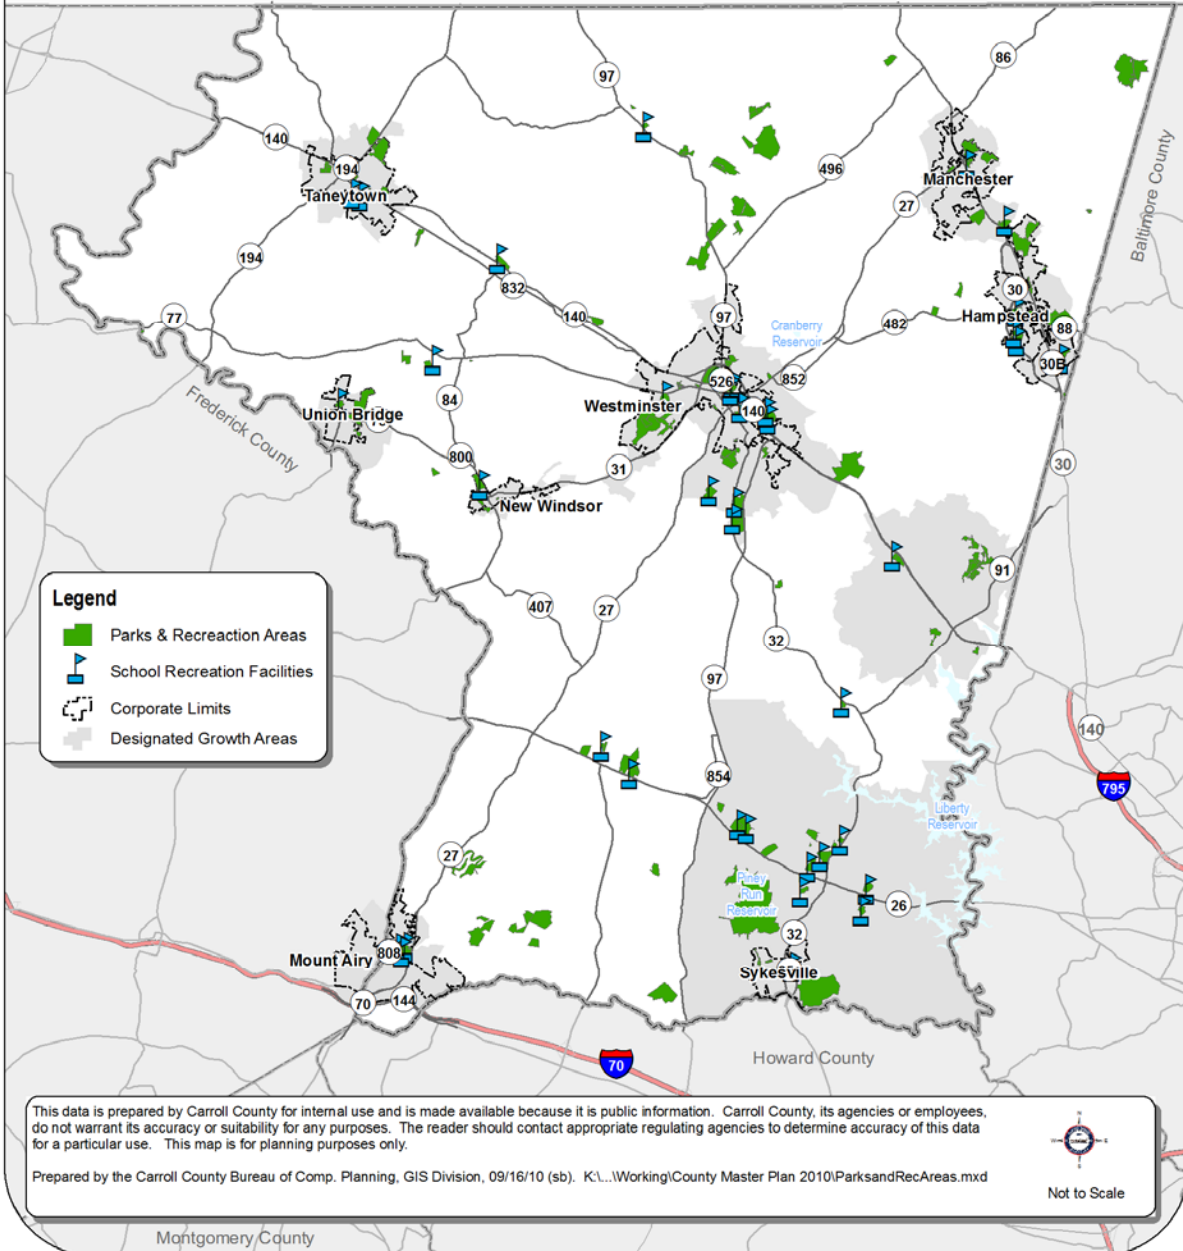 86
97
140
194
Taneytown
496
Manchester
27
Baltimore County
194
832
30
77
140
97
Cranberry
Reservoir
482
Hampstead
88
526
852
30B
Frederick County
84
Westminster
140
Union Bridge
800
31
30
New Windsor
91
407
27
32
97
Legend
Parks & Recreaction Areas
School Recreation Facilities
Corporate Limits
Designated Growth Areas
140
854
795
Liberty
Reservoir
27
Piney
Run
Reservoir
26
32
808
Mount Airy
Sykesville
70
144
Howard County
70
This data is prepared by Carroll County for internal use and is made available because it is public information. Carroll County, its agencies or employees,
do not warrant its accuracy or suitability for any purposes. The reader should contact appropriate regulating agencies to determine accuracy of this data
for a particular use. This map is for planning purposes only.
Prepared by the Carroll County Bureau of Comp. Planning, GIS Division, 09/16/10 (sb). K:\...\Working\County Master Plan 2010\ParksandRecAreas.mxd
Not to Scale
Montgomery County